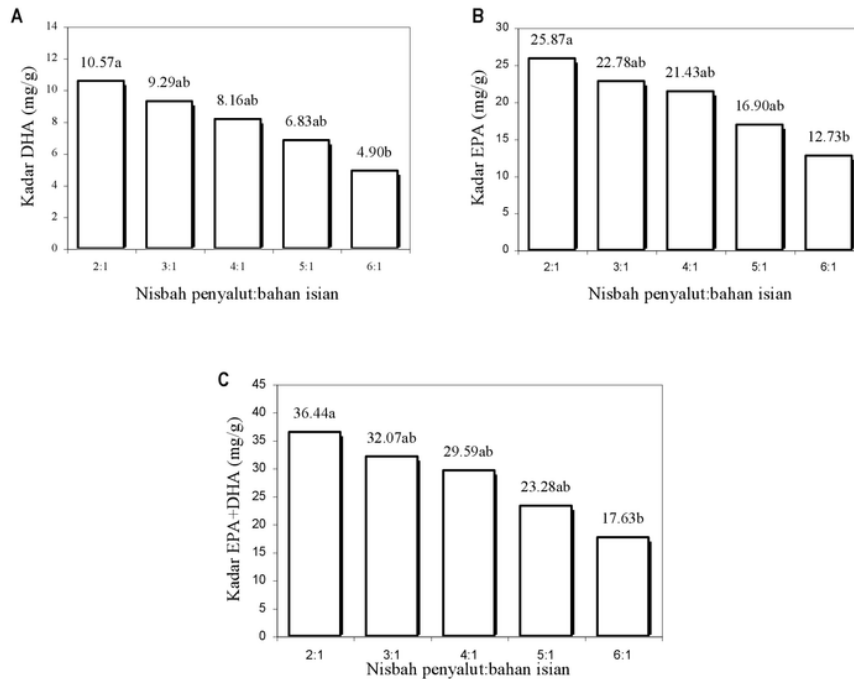 A
Kadar DHA (mg/g)
14
12
10
8
6
4
2
0
10.57a
9.29ab
8.16ab
6.83ab
4.90b
2:1 3:1 4:1 5:1 6:1
Nisbah penyalut:bahan isian
B
Kadar EPA (mg/g)
30
25
20
15
10
5
0
25.87a
22.78ab
21.43ab
16.90ab
12.73b
2:1 3:1 4:1 5:1 6:1
Nisbah penyalut:bahan isian
C
Kadar EPA+DHA (mg/g)
45
40
35
30
25
20
15
10
5
0
36.44a
32.07ab
29.59ab
23.28ab
17.63b
2:1 3:1 4:1 5:1 6:1
Nisbah penyalut:bahan isian